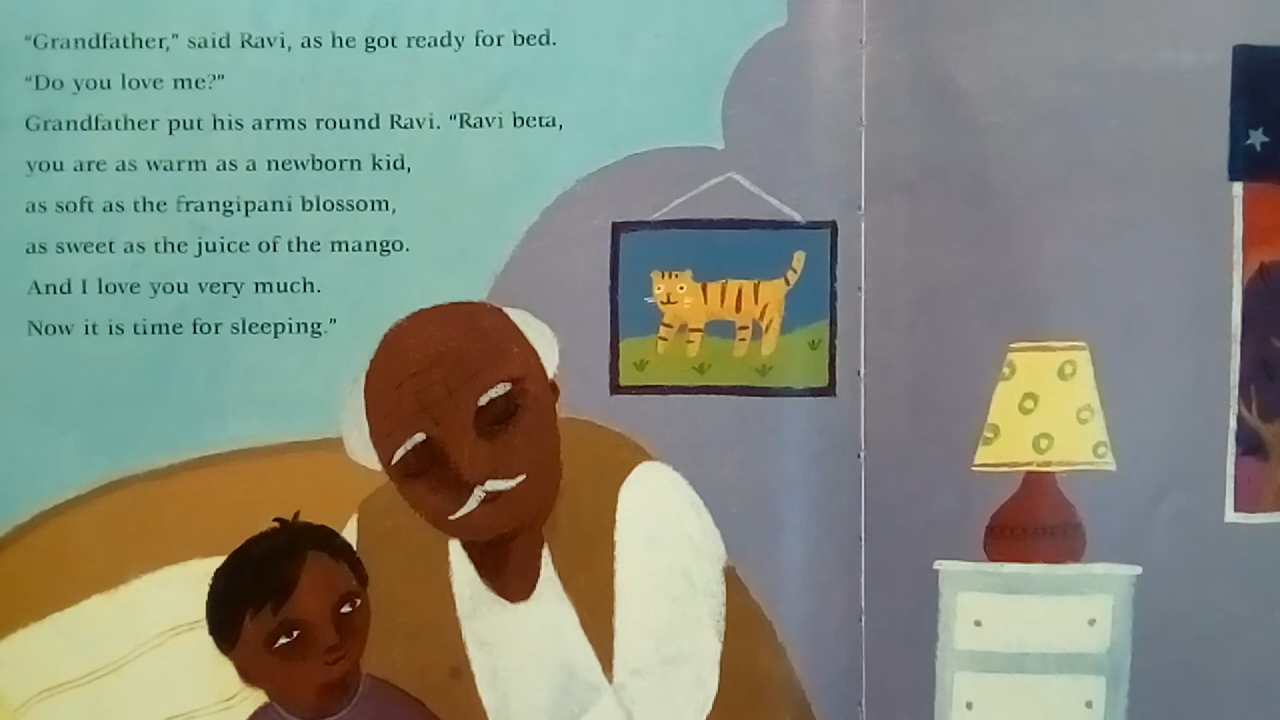 “Grandfather,” said Ravi, as he got ready for bed.
“Do you love me?”
Grandfather put his arms round Ravi. “Ravi beta,
you are as warm as a newborn kid,
as soft as the frangipani blossom,
as sweet as the juice of the mango.
And I love you very much.
Now it is time for sleeping.”